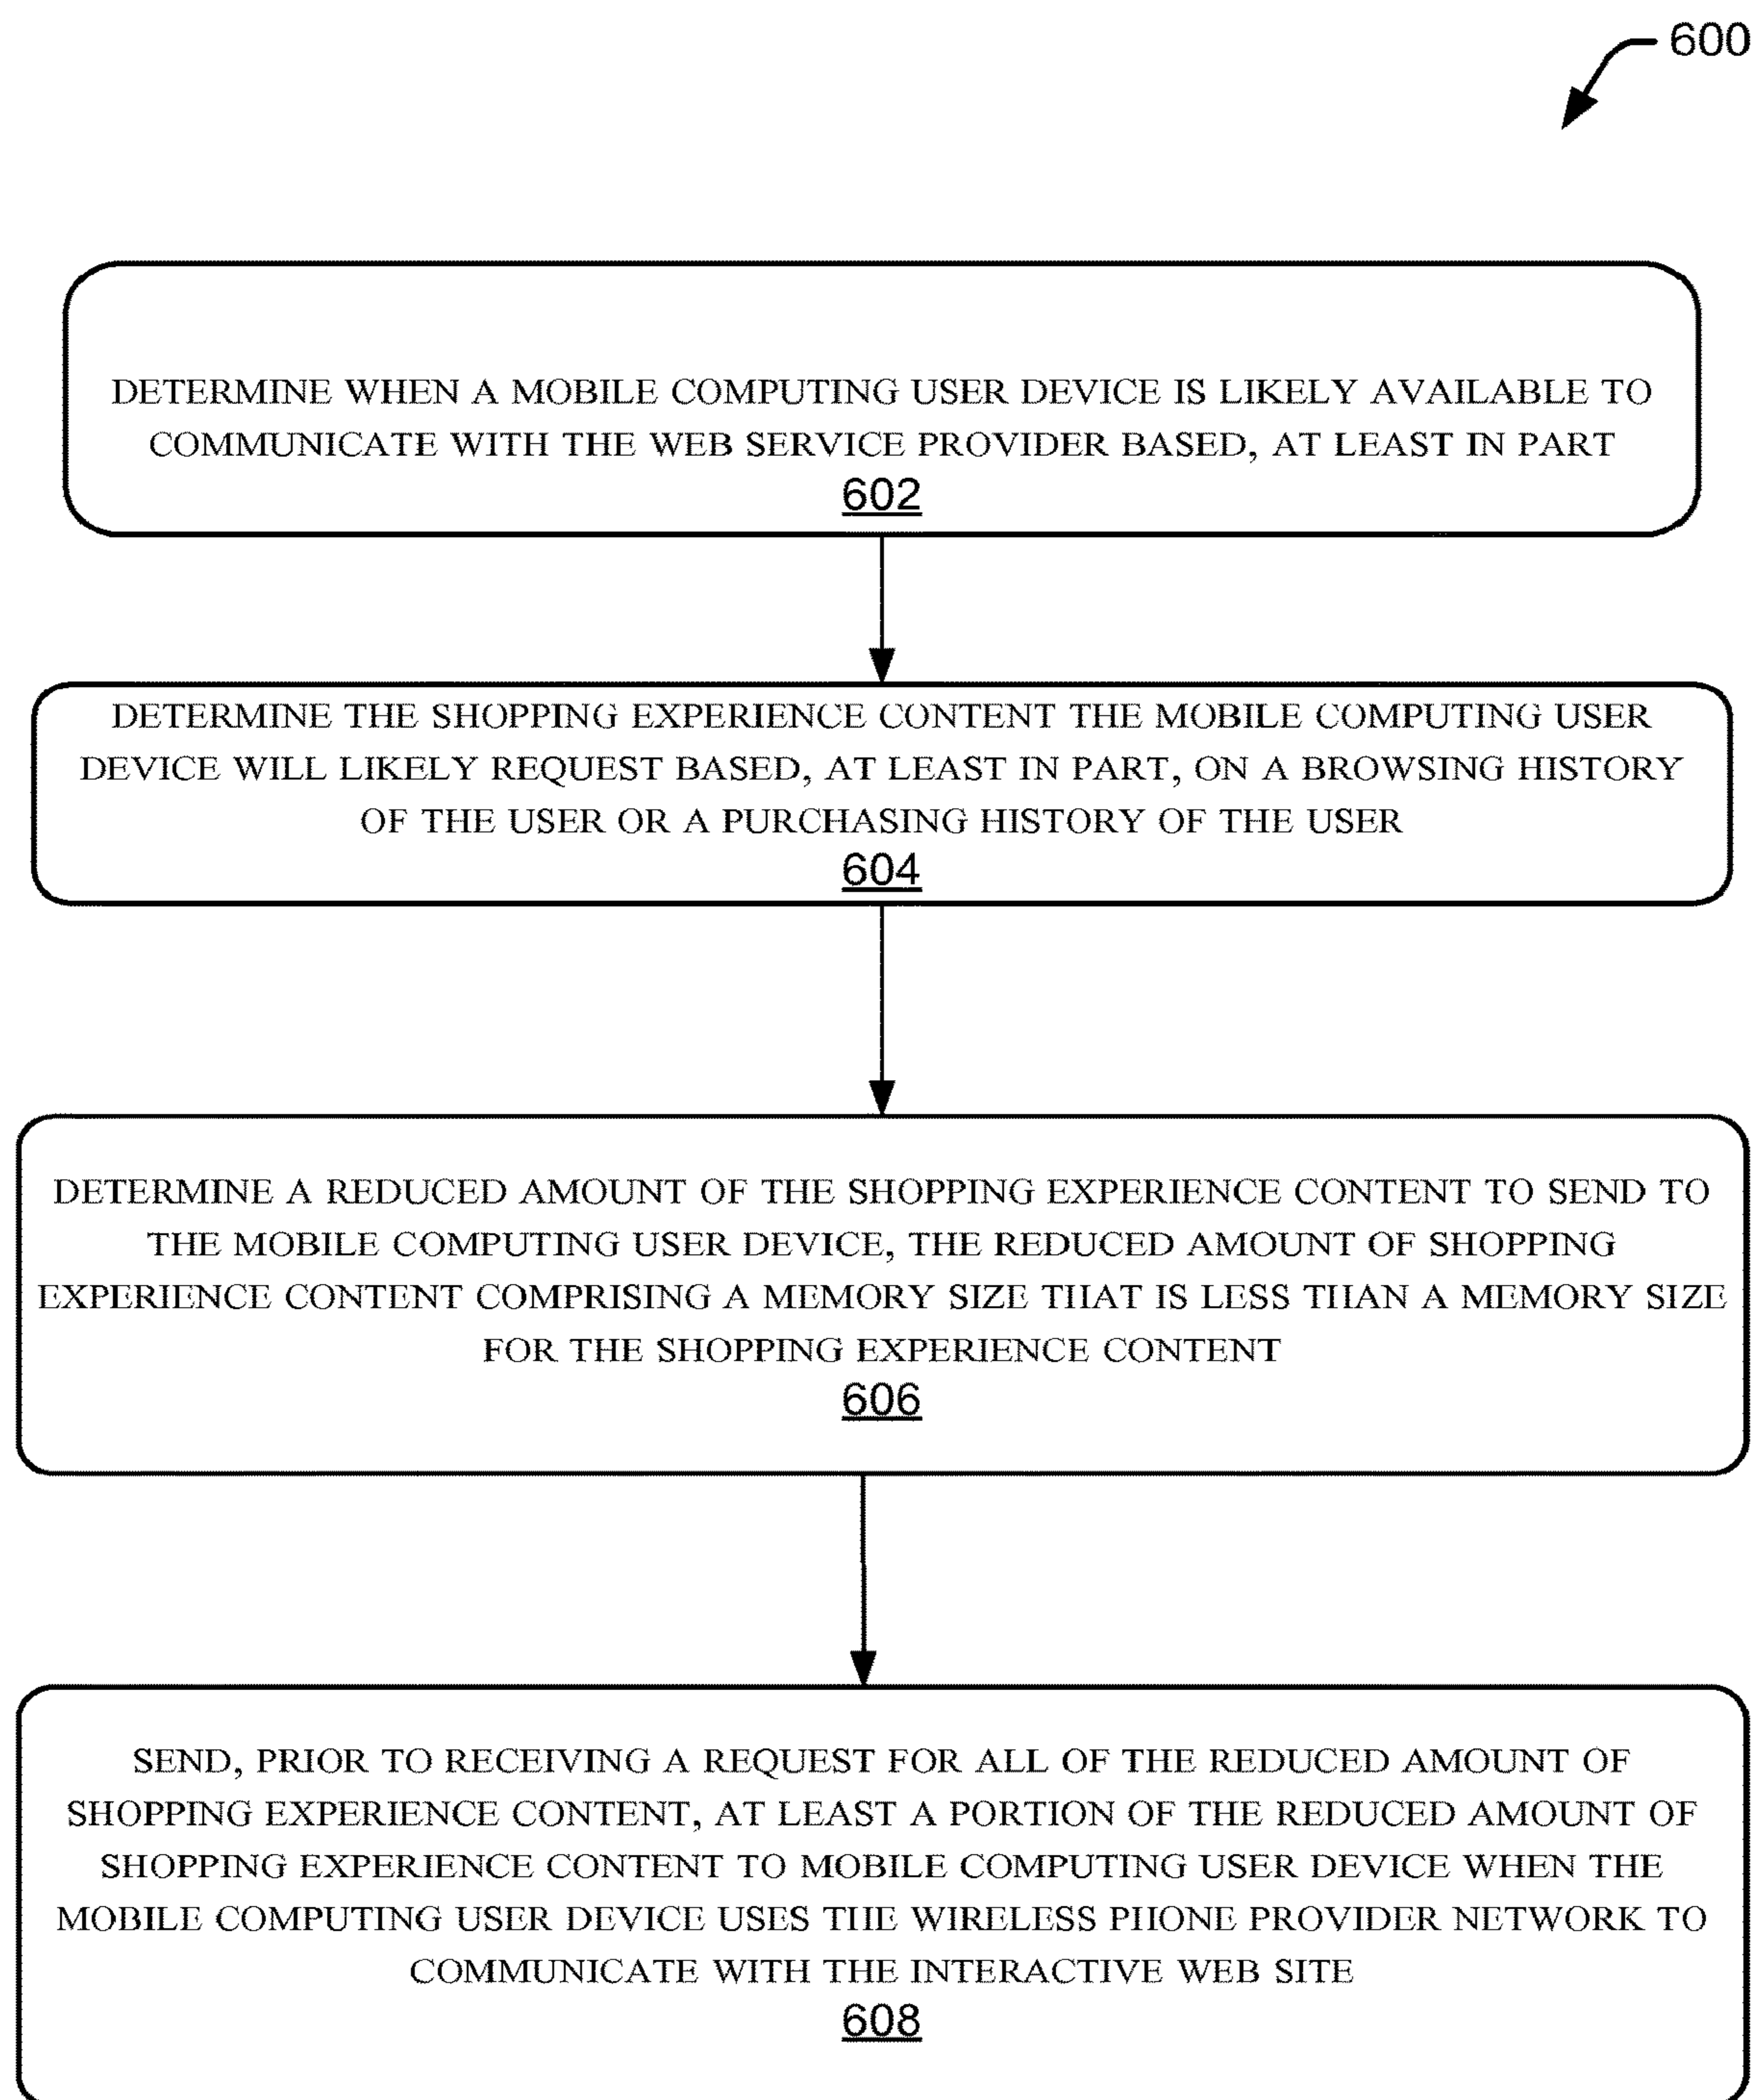 600
DETERMINE WHEN A MOBILE COMPUTING USER DEVICE IS LIKELY AVAILABLE TO
COMMUNICATE WITH THE WEB SERVICE PROVIDER BASED, AT LEAST IN PART
602
DETERMINE THE SHOPPING EXPERIENCE CONTENT THE MOBILE COMPUTING USER
DEVICE WILL LIKELY REQUEST BASED, AT LEAST IN PART, ON A BROWSING HISTORY
OF THE USER OR A PURCHASING HISTORY OF THE USER
604
DETERMINE A REDUCED AMOUNT OF THE SHOPPING EXPERIENCE CONTENT TO SEND TO
THE MOBILE COMPUTING USER DEVICE, THE REDUCED AMOUNT OF SHOPPING
EXPERIENCE CONTENT COMPRISING A MEMORY SIZE THAT IS LESS THAN A MEMORY SIZE
FOR THE SHOPPING EXPERIENCE CONTENT
606
SEND, PRIOR TO RECEIVING A REQUEST FOR ALL OF THE REDUCED AMOUNT OF
SHOPPING EXPERIENCE CONTENT, AT LEAST A PORTION OF THE REDUCED AMOUNT OF
SHOPPING EXPERIENCE CONTENT TO MOBILE COMPUTING USER DEVICE WHEN THE
MOBILE COMPUTING USER DEVICE USES THE WIRELESS PHONE PROVIDER NETWORK TO
COMMUNICATE WITH THE INTERACTIVE WEB SITE
608